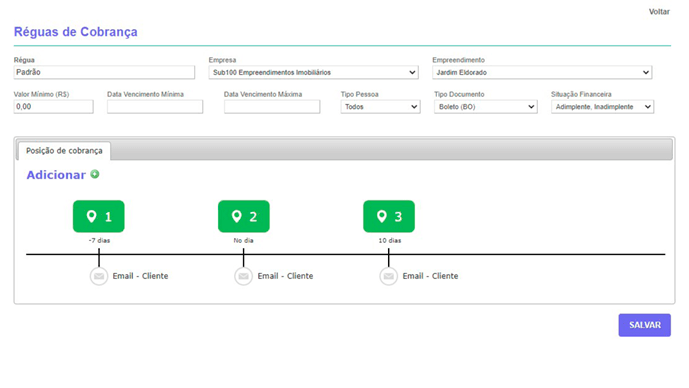 Voltar
Réguas de Cobrança
Régua Empresa Empreendimento
Padrão Sub100 Empreendimentos Imobiliários Jardim Eldorado
Valor Mínimo (R$) Data Vencimento Mínima Data Vencimento Máxima Tipo Pessoa Tipo Documento Situação Financeira
0,00 Todos Boleto (BO) Adimplente, Inadimplente
Posição de cobrança
Adicionar
1 2 3
-7 dias No dia 10 dias
Email - Cliente Email - Cliente Email - Cliente
SALVAR